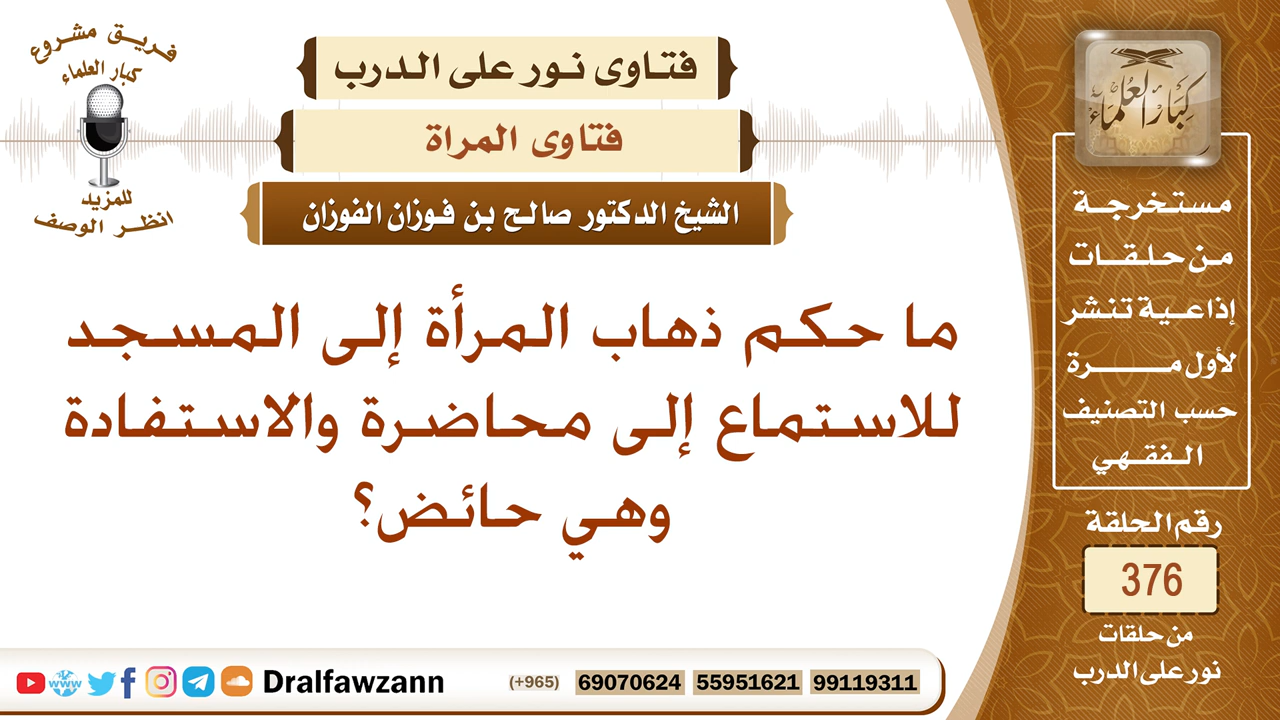 فريق مشروع
كبار العلماء
للمزيد
انظر الوصف
فتاوى نور على الدرب
فتاوى المراة
الشيخ الدكتور صالح بن فوزان الفوزان
ما حكم ذهاب المرأة إلى المسجد
للاستماع إلى محاضرة والاستفادة
وهي حائض؟
كبار العلماء
مستخرجة
من حلقات
إذاعية تنشر
لأول مرة
حسب التصنيف
الفقهي
رقم الحلقة
376
من حلقات
نور على الدرب
www Dralfawzann (+965) 69070624 55951621 99119311